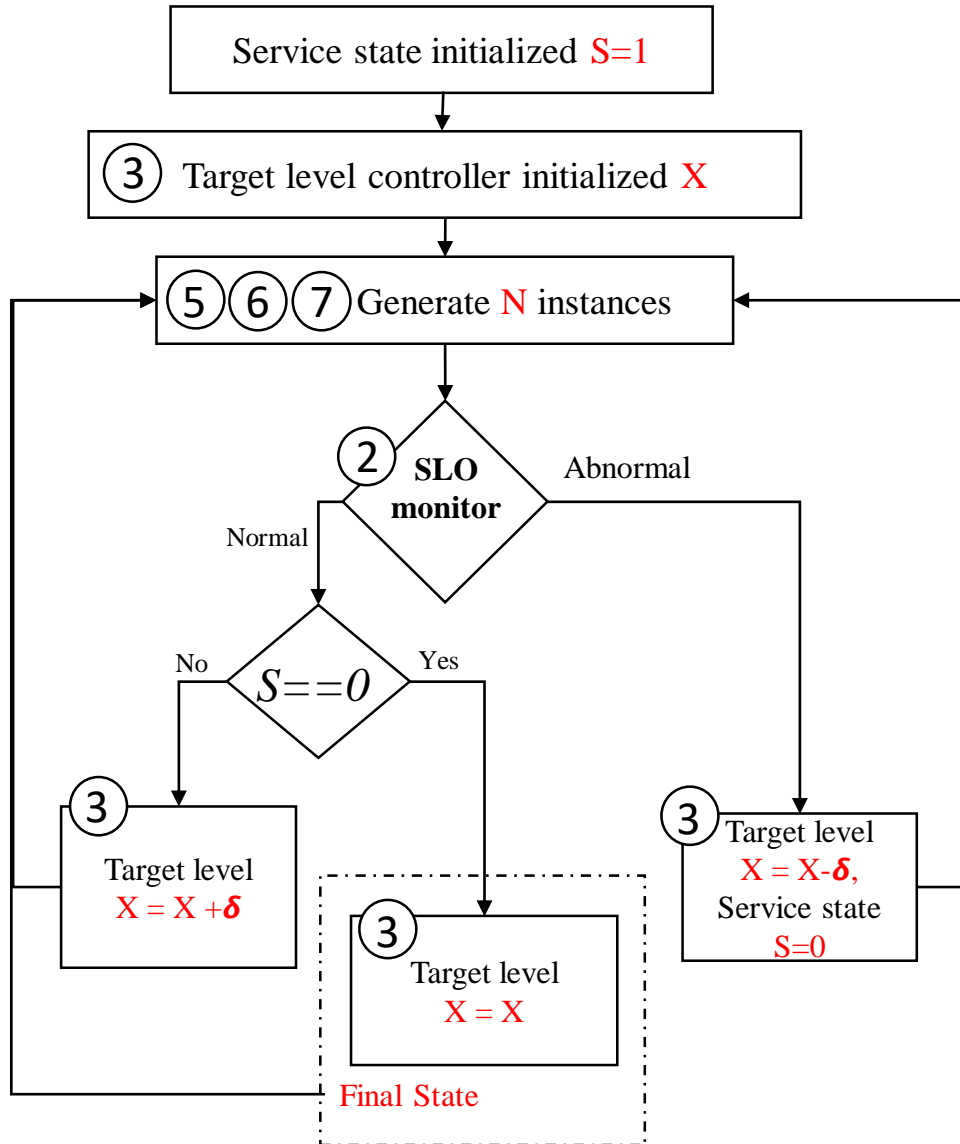 Service state initialized S=1
③ Target level controller initialized X
⑤ ⑥ ⑦ Generate N instances
②
SLO
monitor
Abnormal
Normal
S==0
No
Yes
③
Target level
X = X +δ
③
Target level
X = X
Final State
③
Target level
X = X-δ,
Service state
S=0